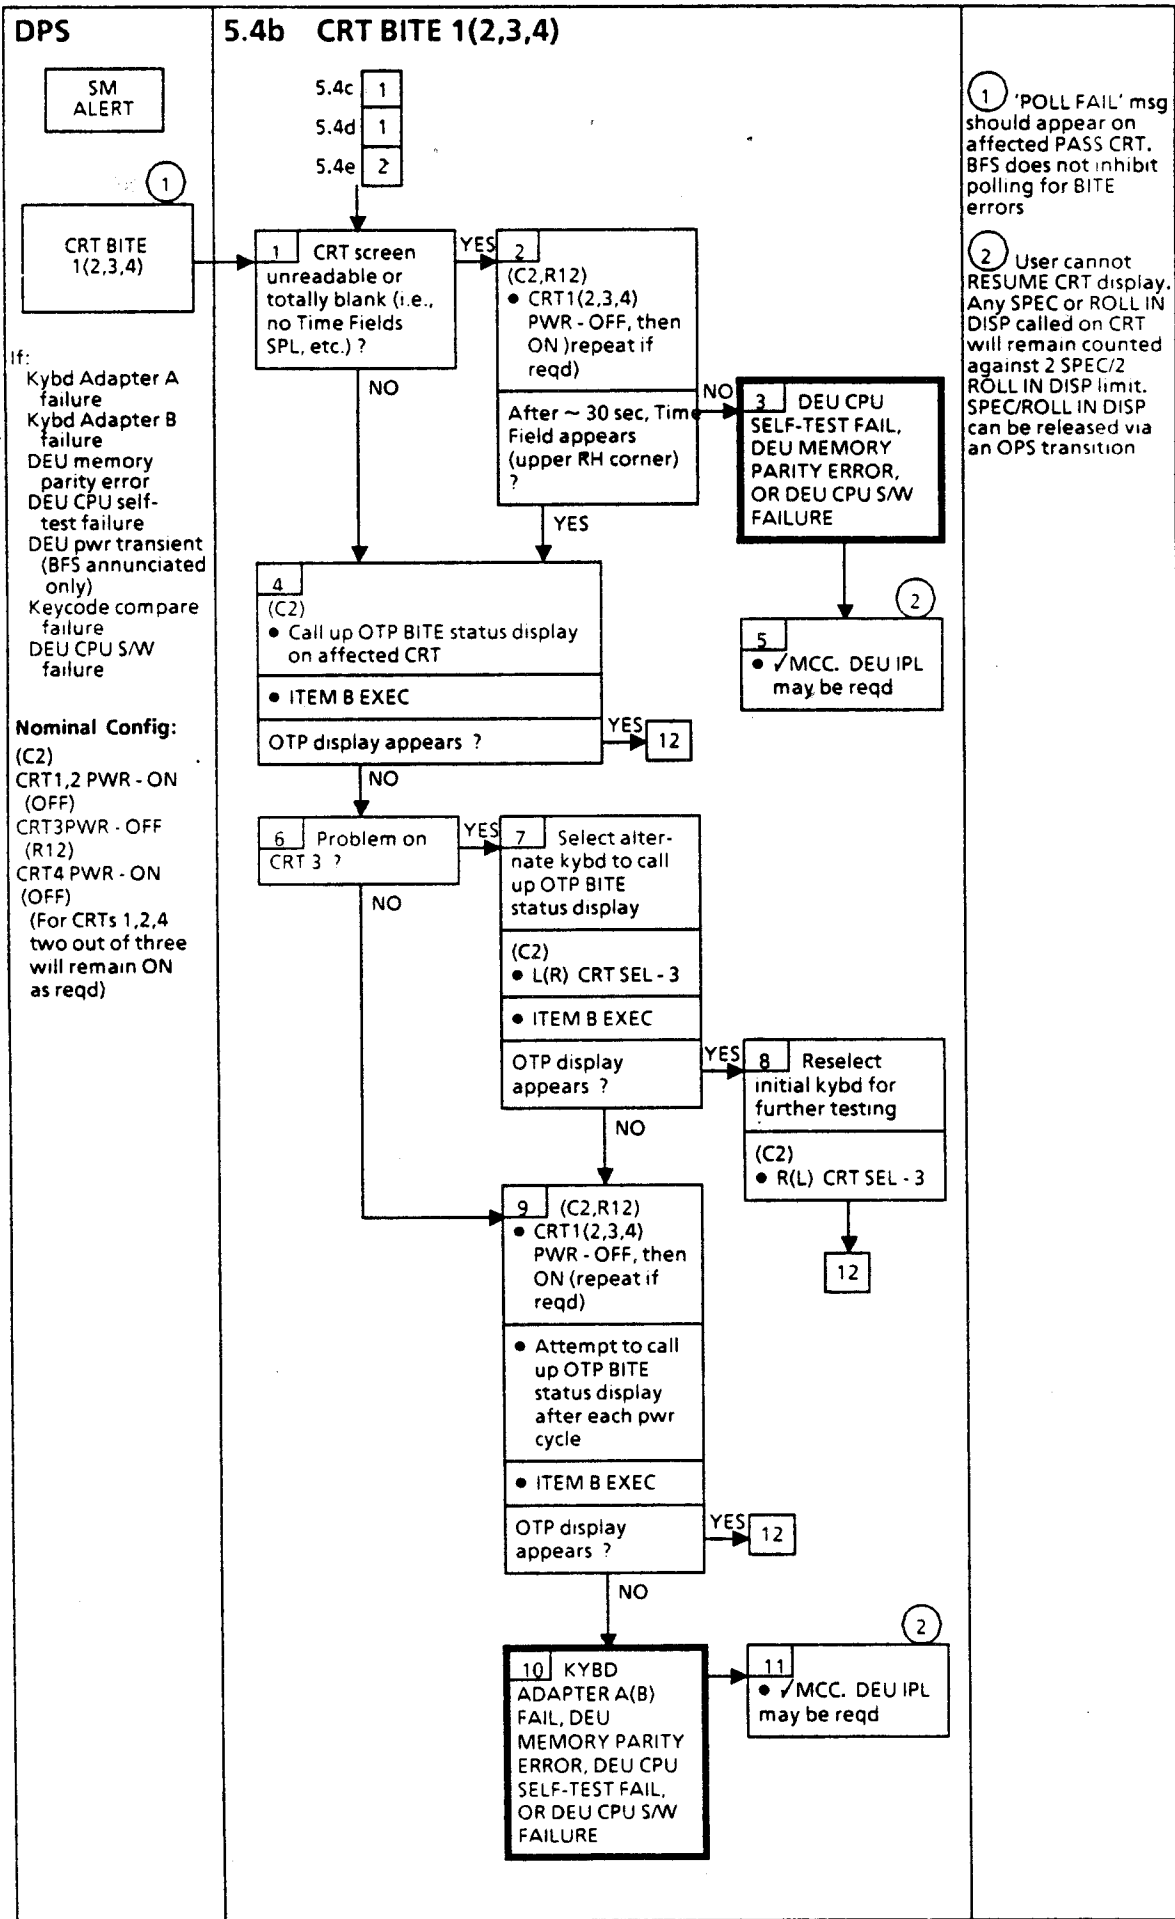 DPS
5.4b CRT BITE 1(2,3,4)
SM
ALERT
1
CRT BITE
1(2,3,4)
If:
Kybd Adapter A
failure
Kybd Adapter B
failure
DEU memory
parity error
DEU CPU self-
test failure
DEU pwr transient
(BFS annunciated
only)
Keycode compare
failure
DEU CPU S/W
failure
Nominal Config:
(C2)
CRT1,2 PWR - ON
(OFF)
CRT3PWR - OFF
(R12)
CRT4 PWR - ON
(OFF)
(For CRTs 1,2,4
two out of three
will remain ON
as reqd)
5.4c 1
5.4d 1
5.4e 2
1 CRT screen
unreadable or
totally blank (i.e.,
no Time Fields
SPL, etc.) ?
YES
NO
2
(C2,R12)
• CRT1(2,3,4)
PWR - OFF, then
ON )repeat if
reqd)
After ~ 30 sec, Time
Field appears
(upper RH corner)
?
NO
YES
3 DEU CPU
SELF-TEST FAIL,
DEU MEMORY
PARITY ERROR,
OR DEU CPU S/W
FAILURE
2
5
• ✓MCC. DEU IPL
may be reqd
4
(C2)
• Call up OTP BITE status display
on affected CRT
• ITEM B EXEC
OTP display appears ?
YES
12
NO
6 Problem on
CRT 3 ?
YES
NO
7 Select alter-
nate kybd to call
up OTP BITE
status display
(C2)
• L(R) CRT SEL - 3
• ITEM B EXEC
OTP display
appears ?
YES
NO
8 Reselect
initial kybd for
further testing
(C2)
• R(L) CRT SEL - 3
12
9 (C2,R12)
• CRT1(2,3,4)
PWR - OFF, then
ON (repeat if
reqd)
• Attempt to call
up OTP BITE
status display
after each pwr
cycle
• ITEM B EXEC
OTP display
appears ?
YES
12
NO
10 KYBD
ADAPTER A(B)
FAIL, DEU
MEMORY PARITY
ERROR, DEU CPU
SELF-TEST FAIL,
OR DEU CPU S/W
FAILURE
2
11
• ✓MCC. DEU IPL
may be reqd
1 'POLL FAIL' msg
should appear on
affected PASS CRT.
BFS does not inhibit
polling for BITE
errors
2 User cannot
RESUME CRT display.
Any SPEC or ROLL IN
DISP called on CRT
will remain counted
against 2 SPEC/2
ROLL IN DISP limit.
SPEC/ROLL IN DISP
can be released via
an OPS transition